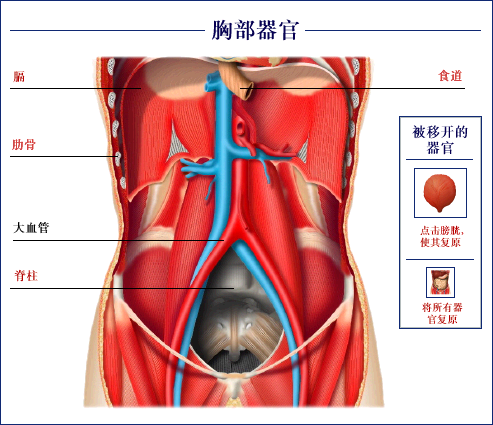 胸部器官
膈
食道
肋骨
被移开的
器官
点击膀胱,
使其复原
大血管
脊柱
将所有器
官复原